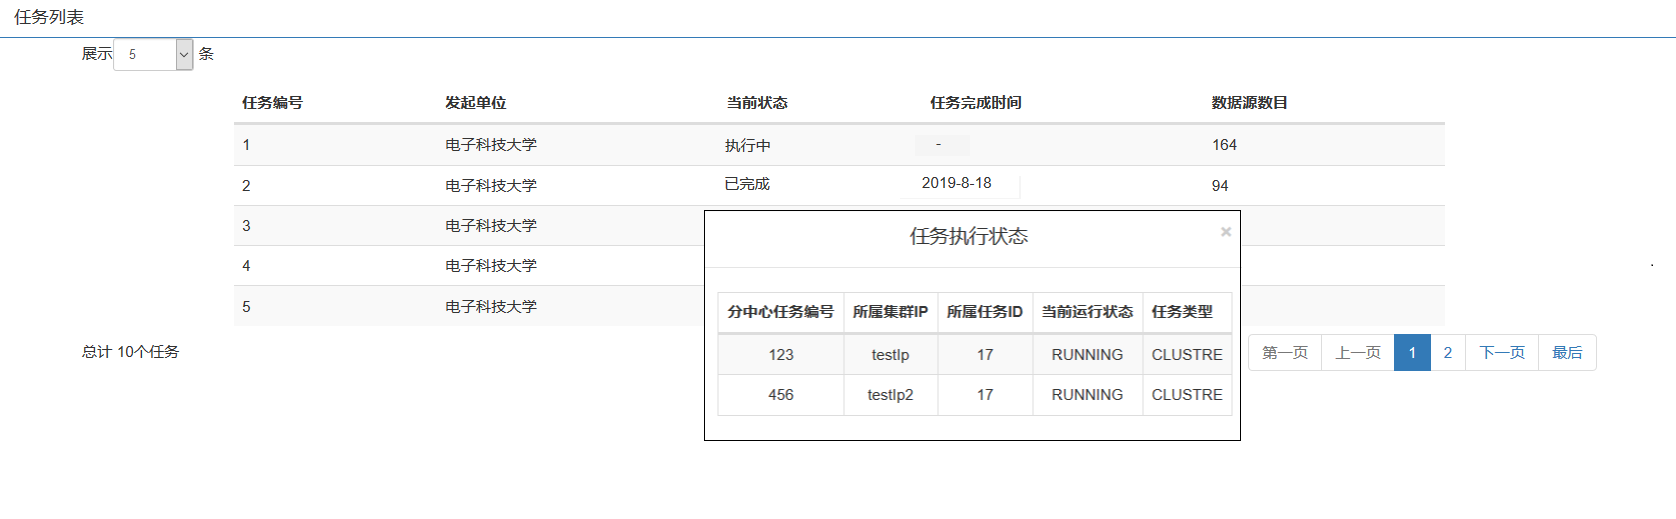 任务列表
展示 5 条
任务编号 发起单位 当前状态 任务完成时间 数据源数目
1 电子科技大学 执行中 - 164
2 电子科技大学 已完成 2019-8-18 94
3 电子科技大学
4 电子科技大学
5 电子科技大学
任务执行状态 ×
分中心任务编号 所属集群IP 所属任务ID 当前运行状态 任务类型
123 testIp 17 RUNNING CLUSTRE
456 testIp2 17 RUNNING CLUSTRE
总计 10个任务
第一页 上一页 1 2 下一页 最后